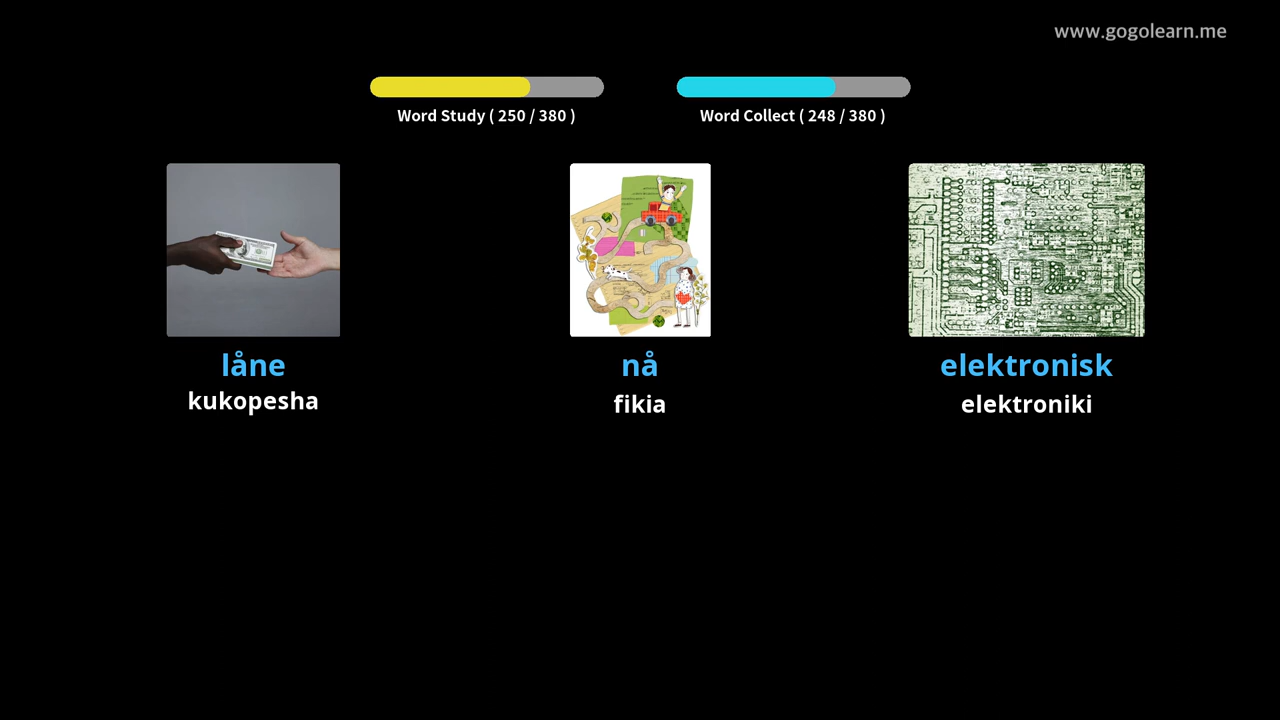 www.gogolearn.me
Word Study ( 250 / 380 )
Word Collect ( 248 / 380 )
låne
kukopesha
nå
fikia
elektronisk
elektroniki